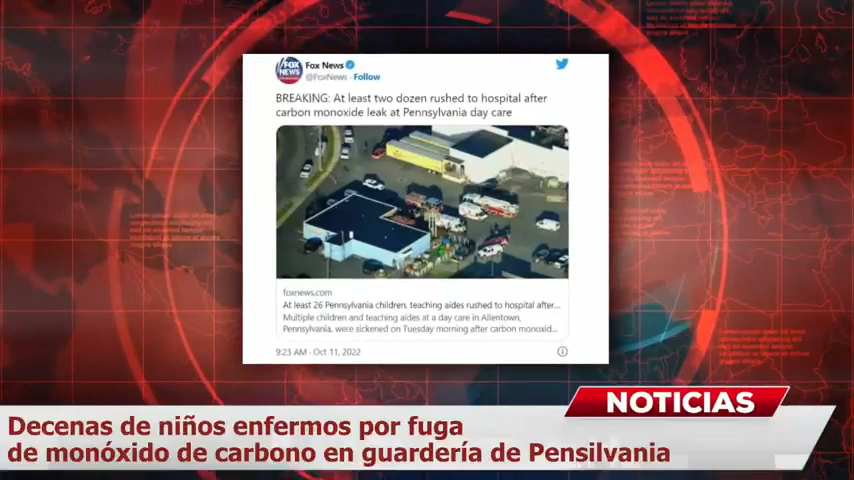 Fox News
@FoxNews · Follow
BREAKING: At least two dozen rushed to hospital after
carbon monoxide leak at Pennsylvania day care
foxnews.com
At least 26 Pennsylvania children, teaching aides rushed to hospital after...
Multiple children and teaching aides at a day care in Allentown,
Pennsylvania, were sickened on Tuesday morning after carbon monoxid...
9:23 AM · Oct 11, 2022
NOTICIAS
Decenas de niños enfermos por fuga
de monóxido de carbono en guardería de Pensilvania